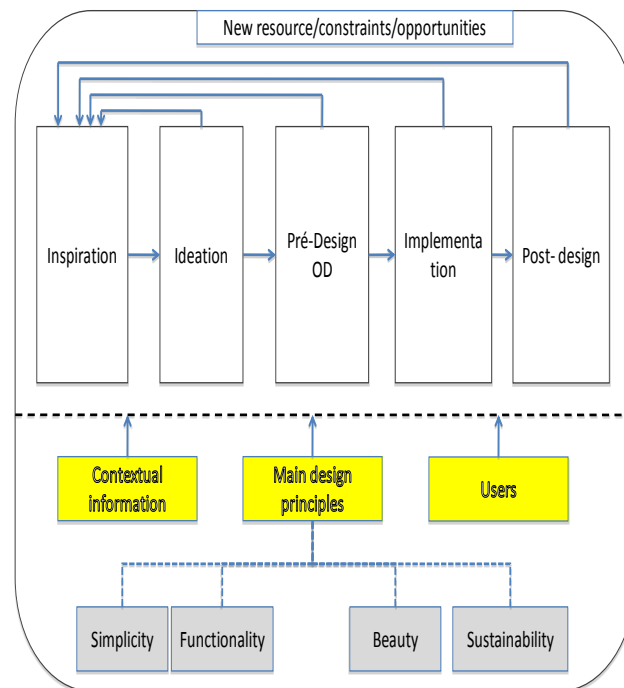 New resource/constraints/opportunities
Inspiration
Ideation
Pré-Design
OD
Implementa
tion
Post- design
Contextual
information
Main design
principles
Users
Simplicity
Functionality
Beauty
Sustainability